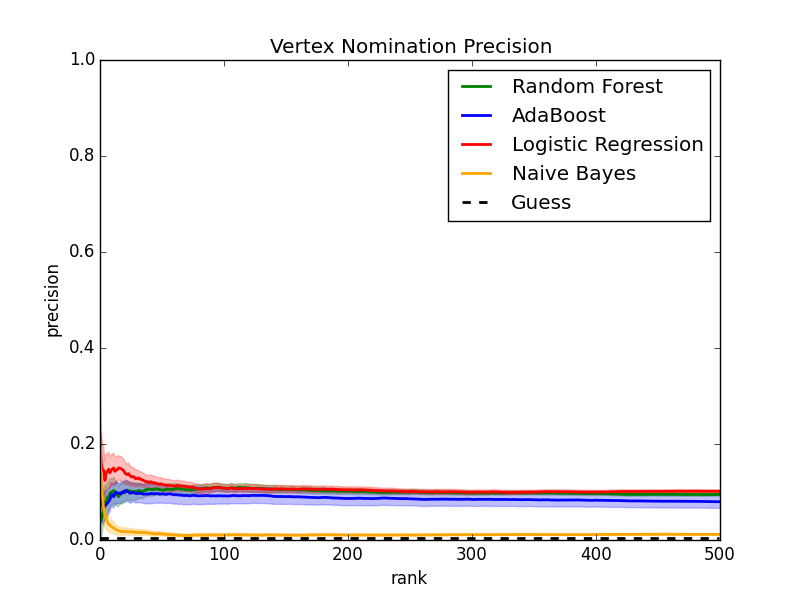 Vertex Nomination Precision
1.0
0.8
0.6
0.4
0.2
0.0
precision
Random Forest
AdaBoost
Logistic Regression
Naive Bayes
Guess
0 100 200 300 400 500
rank